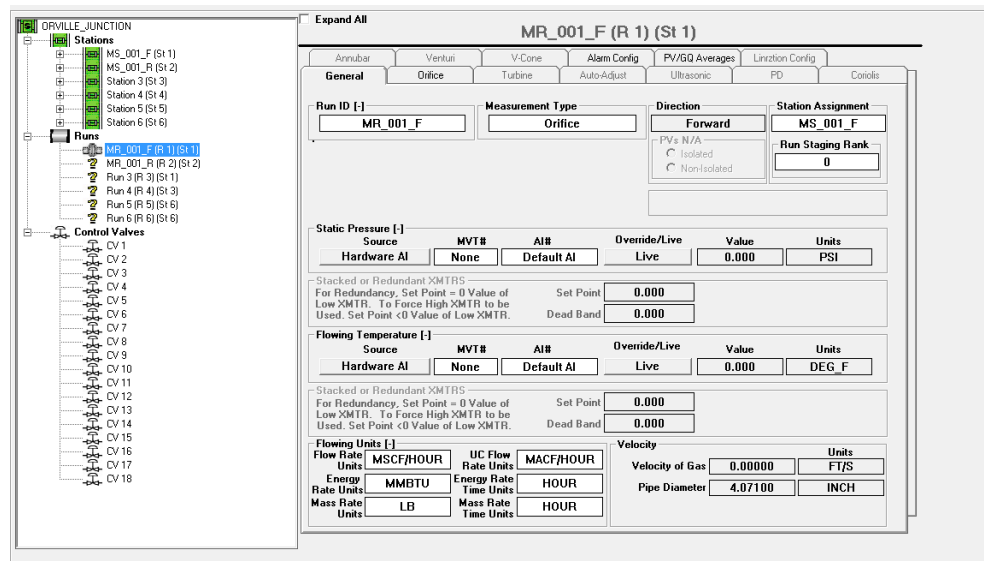 ORVILLE_JUNCTION
Stations
MS_001_F (St 1)
MS_001_R (St 2)
Station 3 (St 3)
Station 4 (St 4)
Station 5 (St 5)
Station 6 (St 6)
Runs
MR_001_F (R 1) (St 1)
MR_001_R (R 2) (St 2)
Run 3 (R 3) (St 1)
Run 4 (R 4) (St 3)
Run 5 (R 5) (St 6)
Run 6 (R 6) (St 6)
Control Valves
CV 1
CV 2
CV 3
CV 4
CV 5
CV 6
CV 7
CV 8
CV 9
CV 10
CV 11
CV 12
CV 13
CV 14
CV 15
CV 16
CV 17
CV 18
Expand All
MR_001_F (R 1) (St 1)
Annubar Venturi V-Cone Alarm Config PV/GQ Averages Linrztion Config
General Orifice Turbine Auto-Adjust Ultrasonic PD Coriolis
Run ID [-] Measurement Type Direction Station Assignment
MR_001_F Orifice Forward MS_001_F
PVs N/A Run Staging Rank
Isolated 0
Non-Isolated
Static Pressure [-]
Source MVT# AI# Override/Live Value Units
Hardware AI None Default AI Live 0.000 PSI
Stacked or Redundant XMTRS
For Redundancy, Set Point = 0 Value of Set Point 0.000
Low XMTR. To Force High XMTR to be
Used. Set Point <0 Value of Low XMTR. Dead Band 0.000
Flowing Temperature [-]
Source MVT# AI# Override/Live Value Units
Hardware AI None Default AI Live 0.000 DEG_F
Stacked or Redundant XMTRS
For Redundancy, Set Point = 0 Value of Set Point 0.000
Low XMTR. To Force High XMTR to be
Used. Set Point <0 Value of Low XMTR. Dead Band 0.000
Flowing Units [-] Velocity
Flow Rate Units MSCF/HOUR UC Flow Rate Units MACF/HOUR Units
Velocity of Gas 0.00000 FT/S
Energy Rate Units MMBTU Energy Rate Time Units HOUR Pipe Diameter 4.07100 INCH
Mass Rate Units LB Mass Rate Time Units HOUR